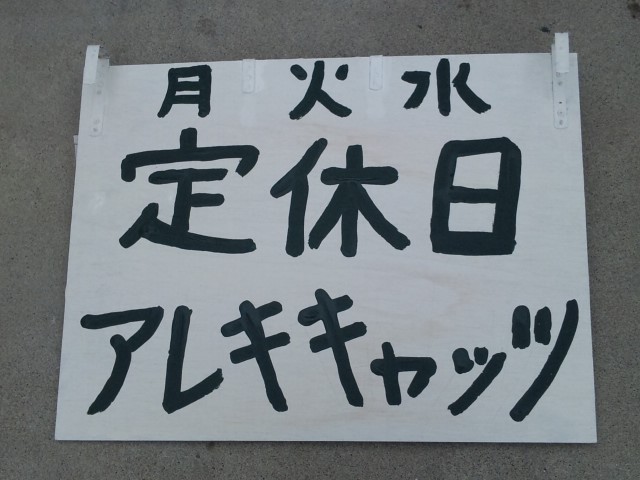 月 火 水
定休日
アレキキャッツ